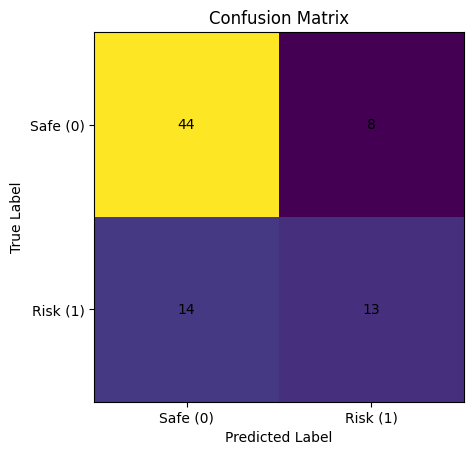 Confusion Matrix
Safe (0)
44
8
True Label
Risk (1)
14
13
Safe (0)
Risk (1)
Predicted Label